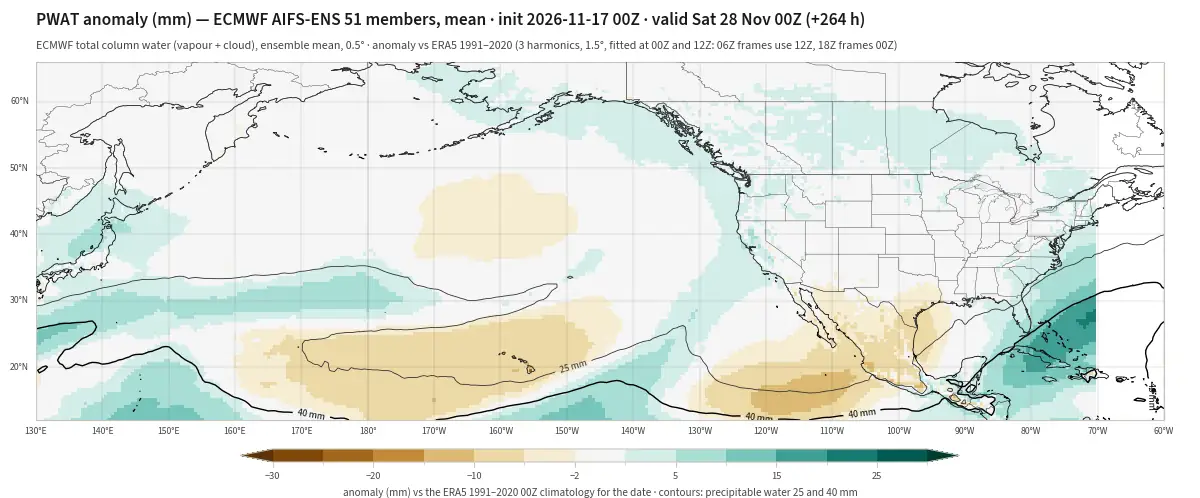 PWAT anomaly (mm) — ECMWF AIFS-ENS 51 members, mean · init 2026-11-17 00Z · valid Sat 28 Nov 00Z (+264 h)
ECMWF total column water (vapour + cloud), ensemble mean, 0.5° · anomaly vs ERA5 1991–2020 (3 harmonics, 1.5°, fitted at 00Z and 12Z: 06Z frames use 12Z, 18Z frames 00Z)
60°N
50°N
40°N
30°N
20°N
25 mm
40 mm
40 mm
40 mm
130°E 140°E 150°E 160°E 170°E 180° 170°W 160°W 150°W 140°W 130°W 120°W 110°W 100°W 90°W 80°W 70°W 60°W
−30 −20 −10 −2 5 15 25
anomaly (mm) vs the ERA5 1991–2020 00Z climatology for the date · contours: precipitable water 25 and 40 mm